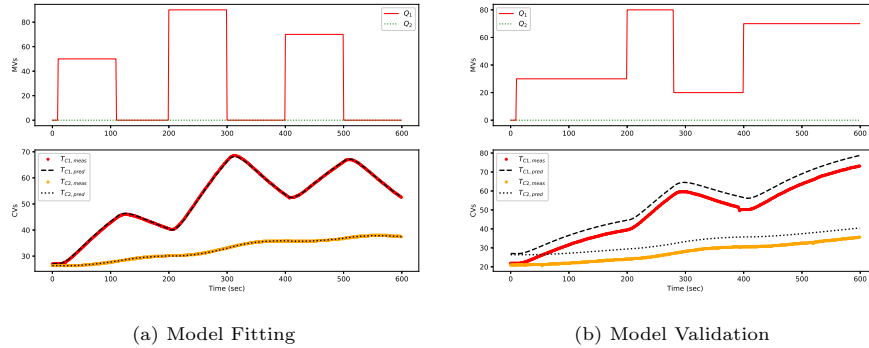 Q1
Q2
MVs
80
60
40
20
0
0 100 200 300 400 500 600
TC1, meas
TC1, pred
TC2, meas
TC2, pred
CVs
70
60
50
40
30
0 100 200 300 400 500 600
Time (sec)
(a) Model Fitting
Q1
Q2
MVs
80
60
40
20
0
0 100 200 300 400 500 600
TC1, meas
TC1, pred
TC2, meas
TC2, pred
CVs
80
70
60
50
40
30
20
0 100 200 300 400 500 600
Time (sec)
(b) Model Validation